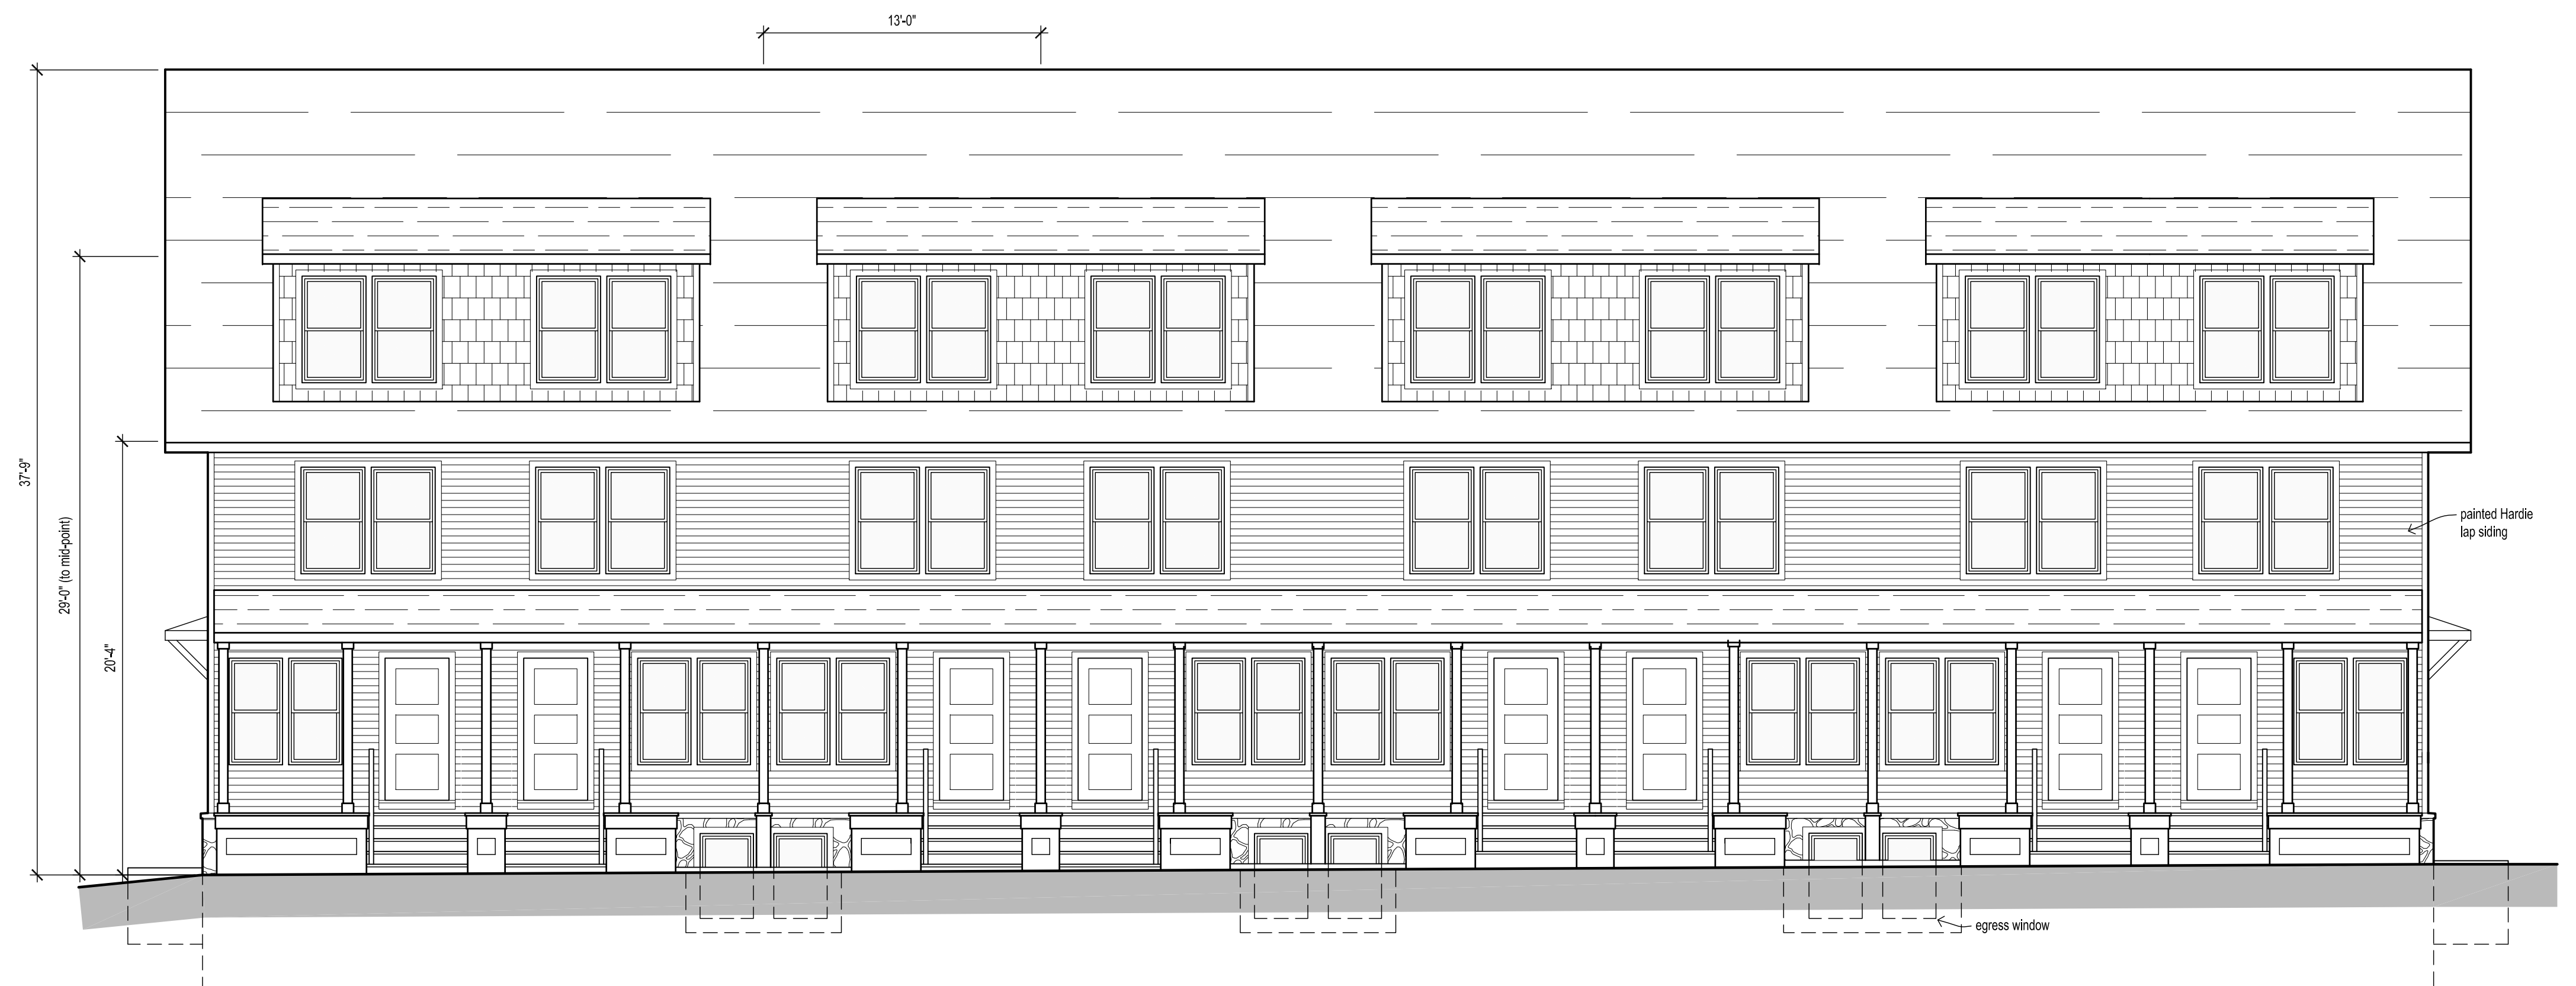 13'-0"
37'-9"
29'-0" (to mid-point)
20'-4"
painted Hardie
lap siding
egress window